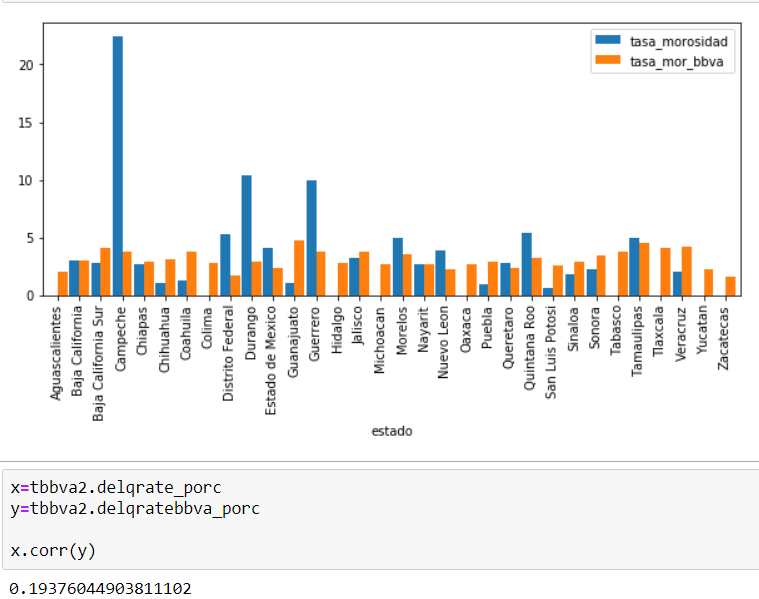 tasa_morosidad
tasa_mor_bbva
20
15
10
5
0
Aguascalientes
Baja California
Baja California Sur
Campeche
Chiapas
Chihuahua
Coahuila
Colima
Distrito Federal
Durango
Estado de Mexico
Guanajuato
Guerrero
Hidalgo
Jalisco
Michoacan
Morelos
Nayarit
Nuevo Leon
Oaxaca
Puebla
Queretaro
Quintana Roo
San Luis Potosi
Sinaloa
Sonora
Tabasco
Tamaulipas
Tlaxcala
Veracruz
Yucatan
Zacatecas
estado
x=tbbva2.delqrate_porc
y=tbbva2.delqratebbva_porc
x.corr(y)
0.19376044903811102